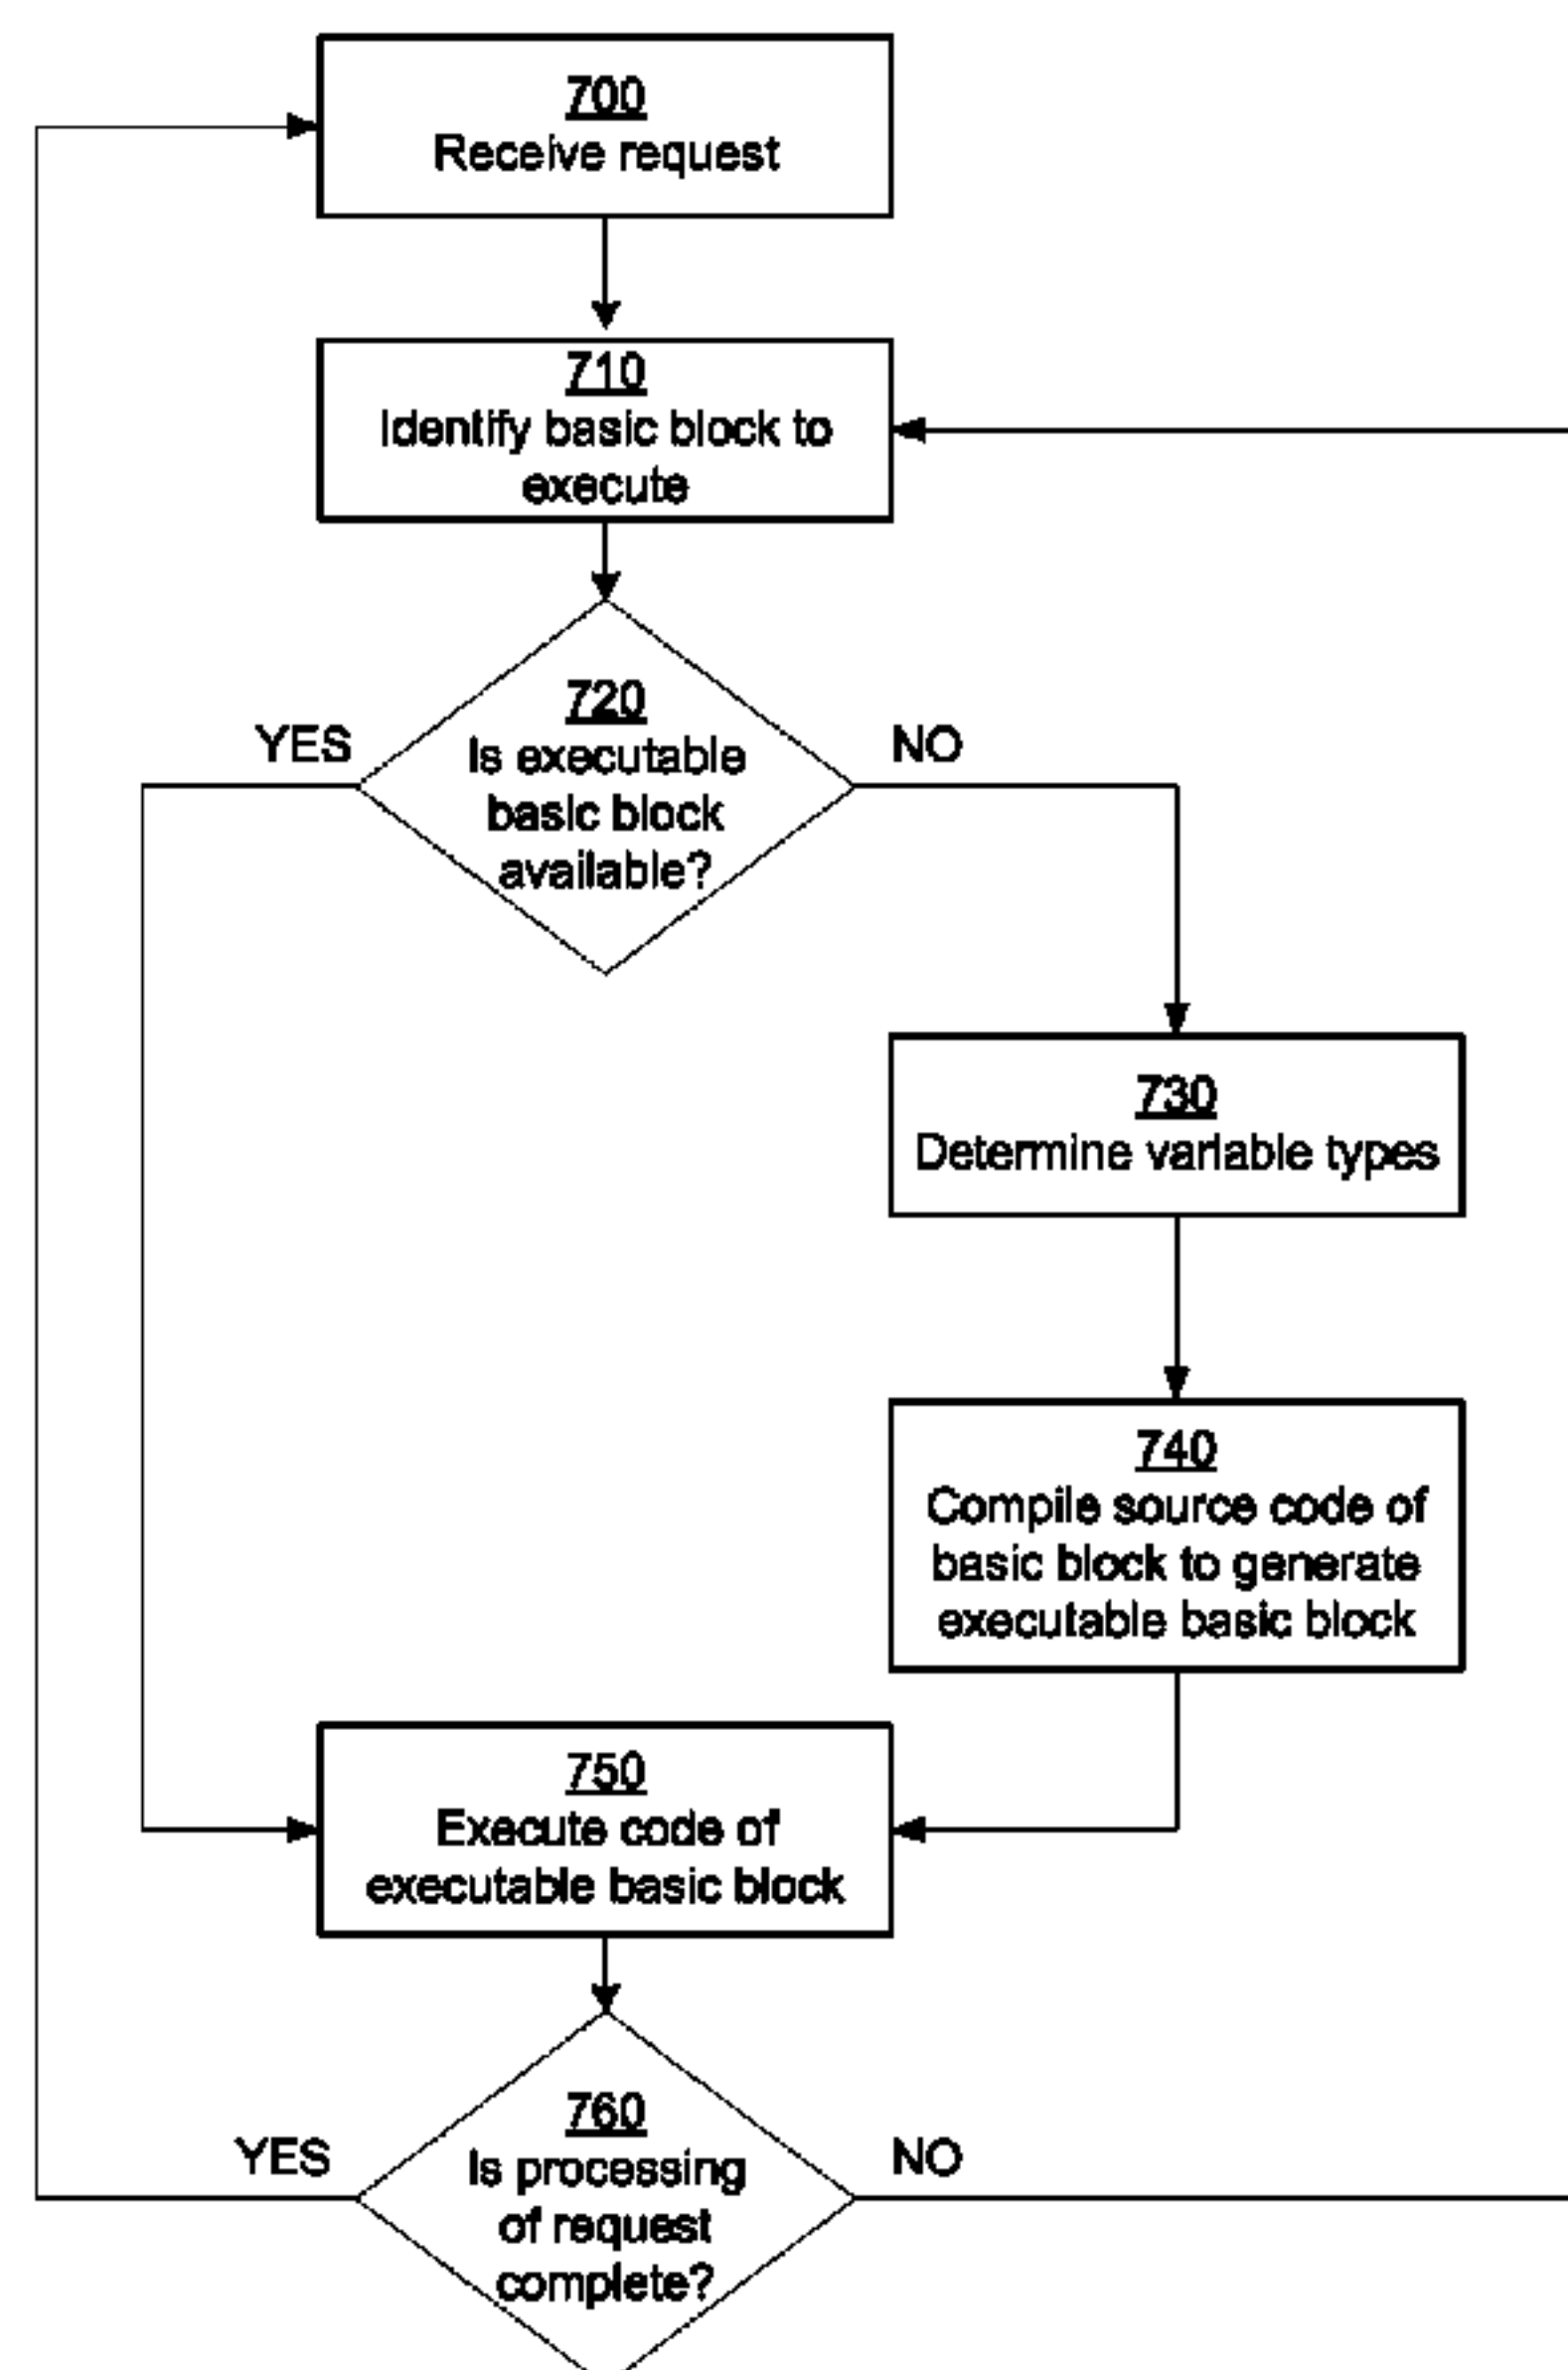 700
Receive request
710
Identify basic block to
execute
720
Is executable
basic block
available?
YES
NO
730
Determine variable types
740
Compile source code of
basic block to generate
executable basic block
750
Execute code of
executable basic block
760
Is processing
of request
complete?
YES
NO